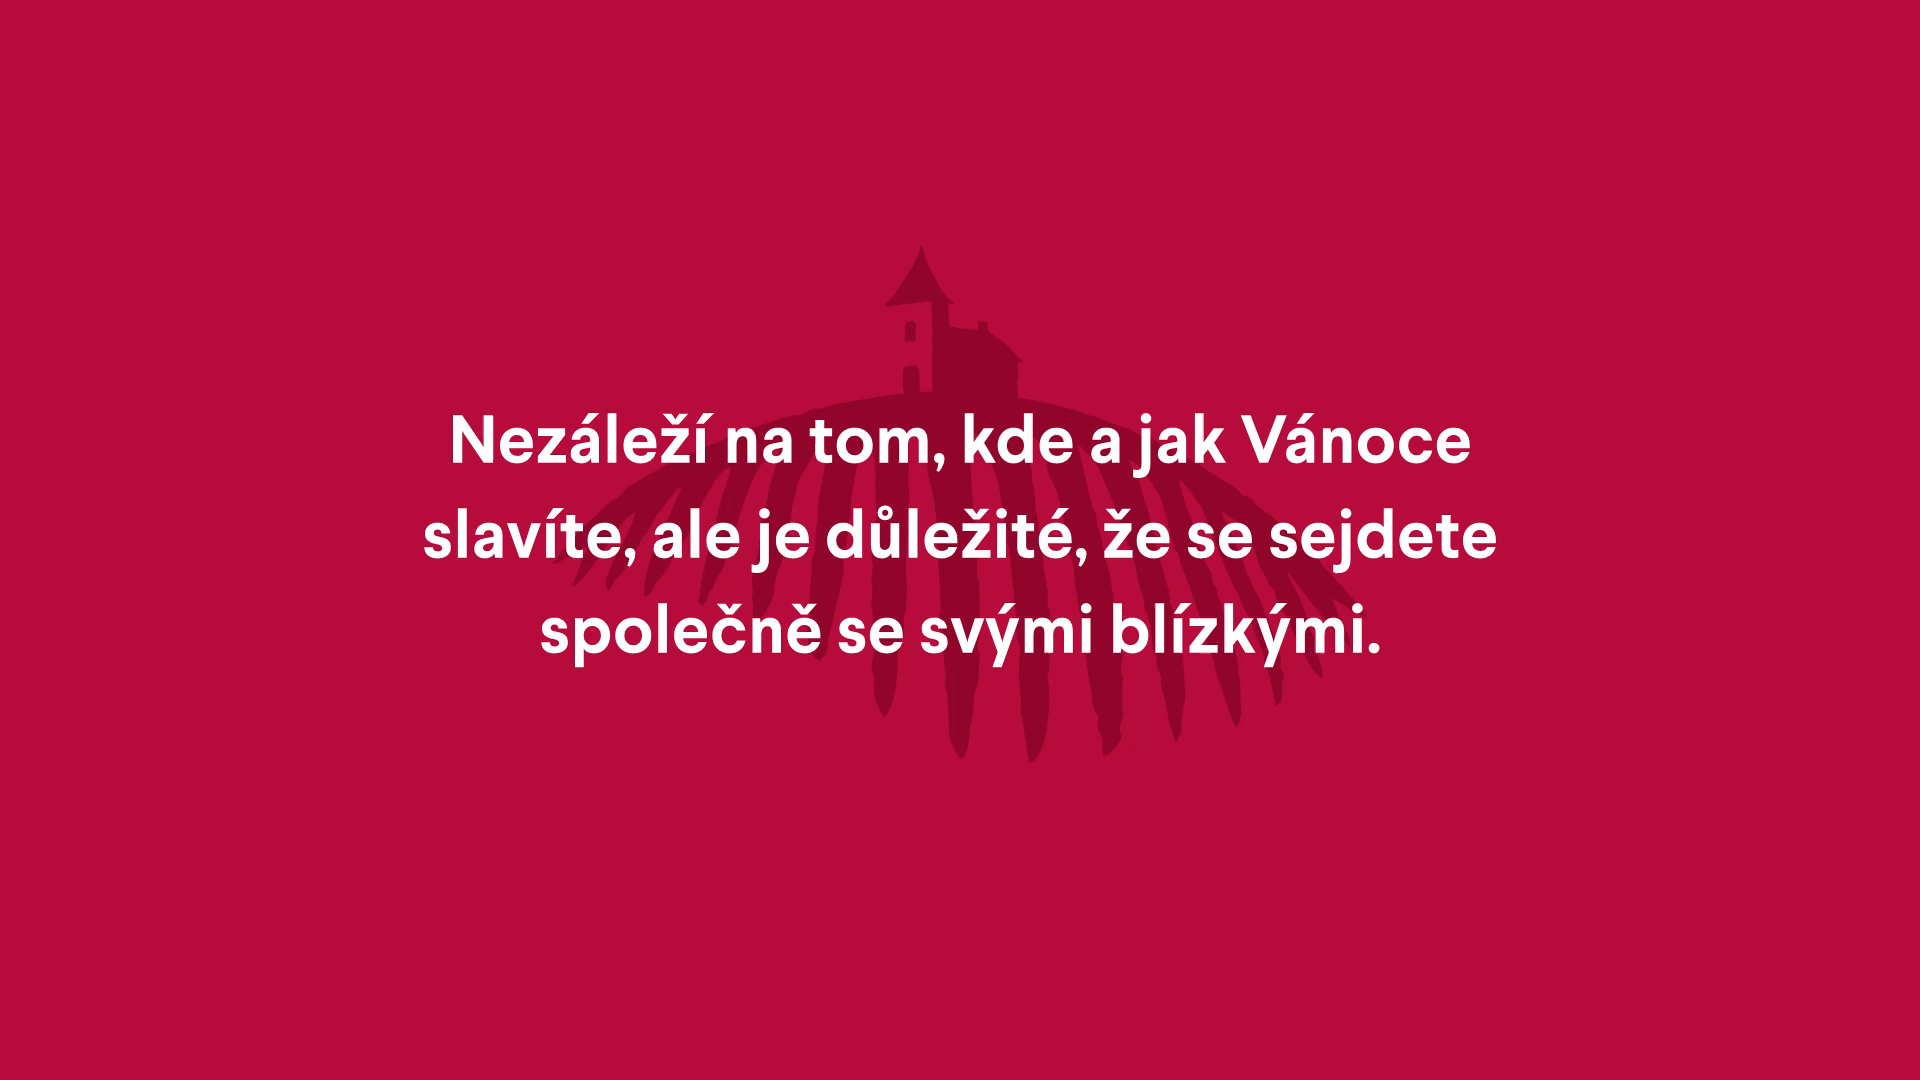 Nezáleží na tom, kde a jak Vánoce
slavíte, ale je důležité, že se sejdete
společně se svými blízkými.